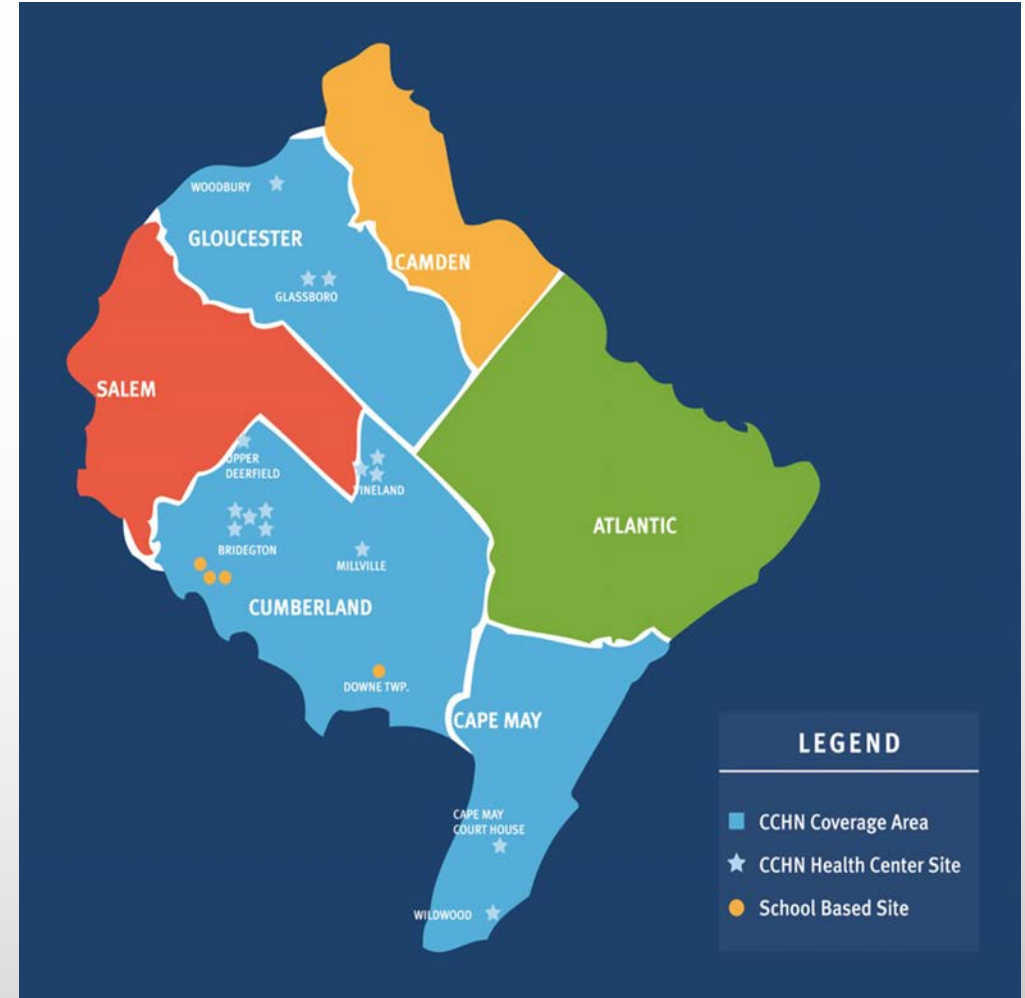 WOODBURY
GLOUCESTER
CAMDEN
GLASSBORO
SALEM
UPPER
DEERFIELD
VINELAND
ATLANTIC
BRIDEGTON
MILLVILLE
CUMBERLAND
DOWNE TWP.
CAPE MAY
LEGEND
CCHN Coverage Area
CCHN Health Center Site
School Based Site
CAPE MAY
COURT HOUSE
WILDWOOD